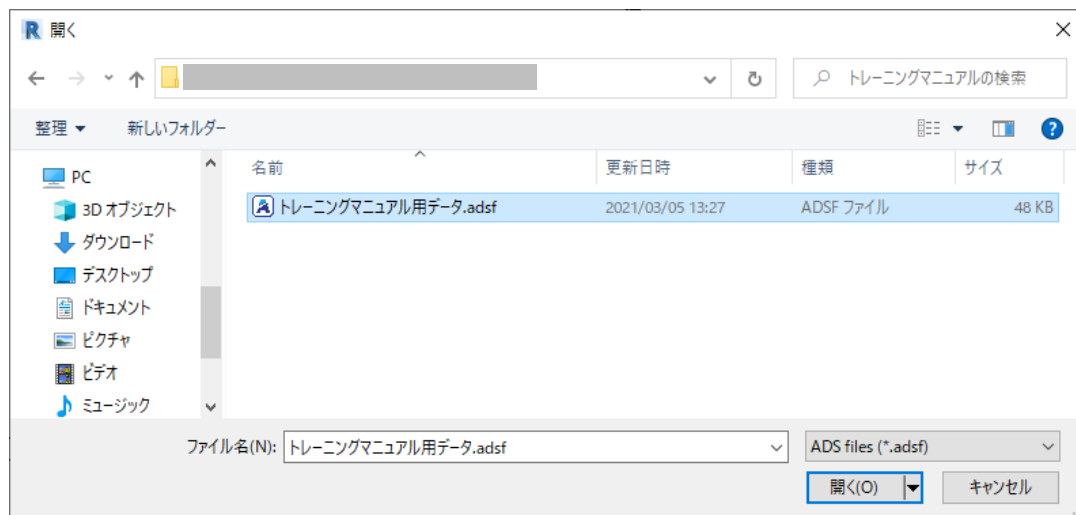 開く
トレーニングマニュアルの検索
整理 新しいフォルダー
名前 更新日時 種類 サイズ
PC
3D オブジェクト
ダウンロード
デスクトップ
ドキュメント
ピクチャ
ビデオ
ミュージック
トレーニングマニュアル用データ.adsf 2021/03/05 13:27 ADSF ファイル 48 KB
ファイル名(N): トレーニングマニュアル用データ.adsf ADS files (*.adsf)
開く(O) キャンセル